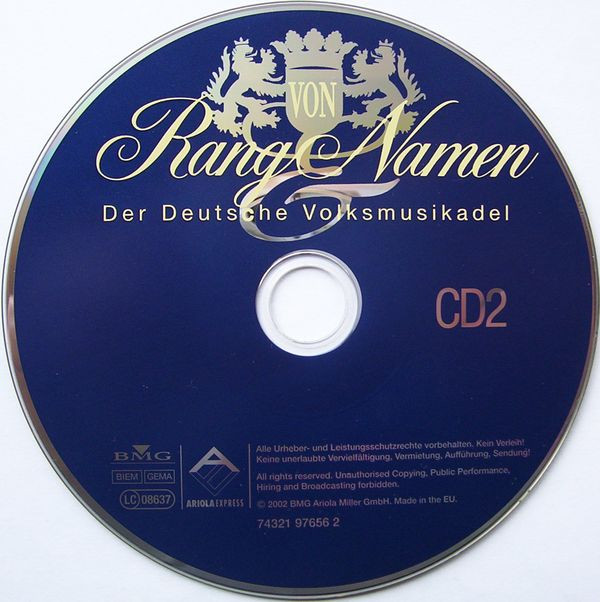 VON
Rang & Namen
Der Deutsche Volksmusikadel
CD2
BMG
BIEM GEMA
LC 08637
ARIOLA EXPRESS
Alle Urheber- und Leistungsschutzrechte vorbehalten. Kein Verleih!
Keine unerlaubte Vervielfältigung, Vermietung, Aufführung, Sendung!
All rights reserved. Unauthorised Copying, Public Performance,
Hiring and Broadcasting forbidden.
© 2002 BMG Ariola Miller GmbH. Made in the EU.
74321 97656 2